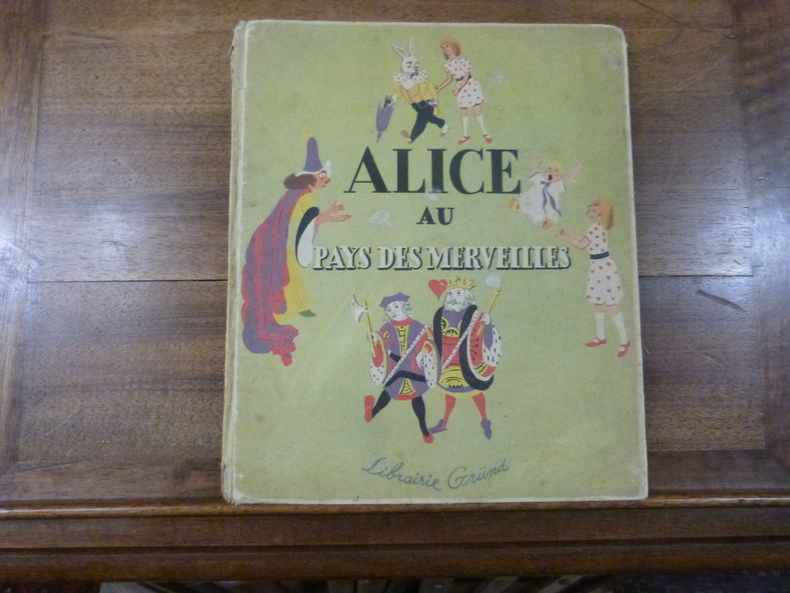 ALICE
AU
PAYS DES MERVEILLES
Librairie Gründ